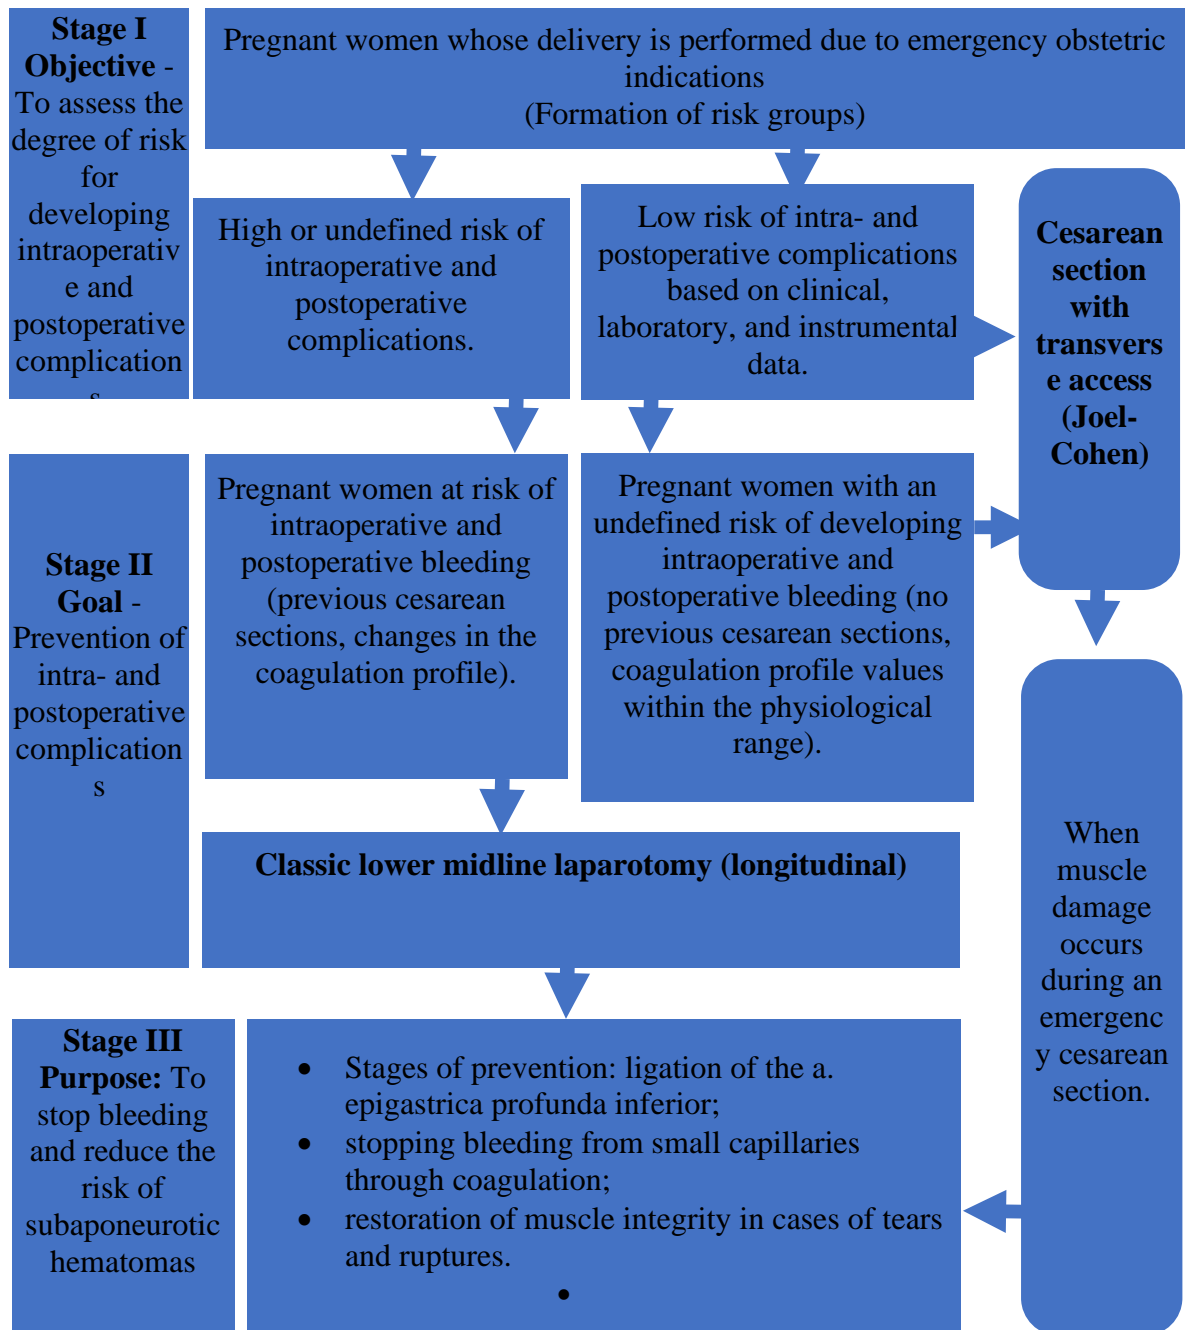 Stage I
Objective -
To assess the
degree of risk
for
developing
intraoperativ
e and
postoperative
complication
s
Pregnant women whose delivery is performed due to emergency obstetric
indications
(Formation of risk groups)
High or undefined risk of
intraoperative and
postoperative
complications.
Low risk of intra- and
postoperative complications
based on clinical,
laboratory, and instrumental
data.
Cesarean
section
with
transvers
e access
(Joel-
Cohen)
Stage II
Goal -
Prevention of
intra- and
postoperative
complication
s
Pregnant women at risk of
intraoperative and
postoperative bleeding
(previous cesarean
sections, changes in the
coagulation profile).
Pregnant women with an
undefined risk of developing
intraoperative and
postoperative bleeding (no
previous cesarean sections,
coagulation profile values
within the physiological
range).
Classic lower midline laparotomy (longitudinal)
When
muscle
damage
occurs
during an
emergenc
y cesarean
section.
Stage III
Purpose: To
stop bleeding
and reduce the
risk of
subaponeurotic
hematomas
• Stages of prevention: ligation of the a.
epigastrica profunda inferior;
• stopping bleeding from small capillaries
through coagulation;
• restoration of muscle integrity in cases of tears
and ruptures.
•